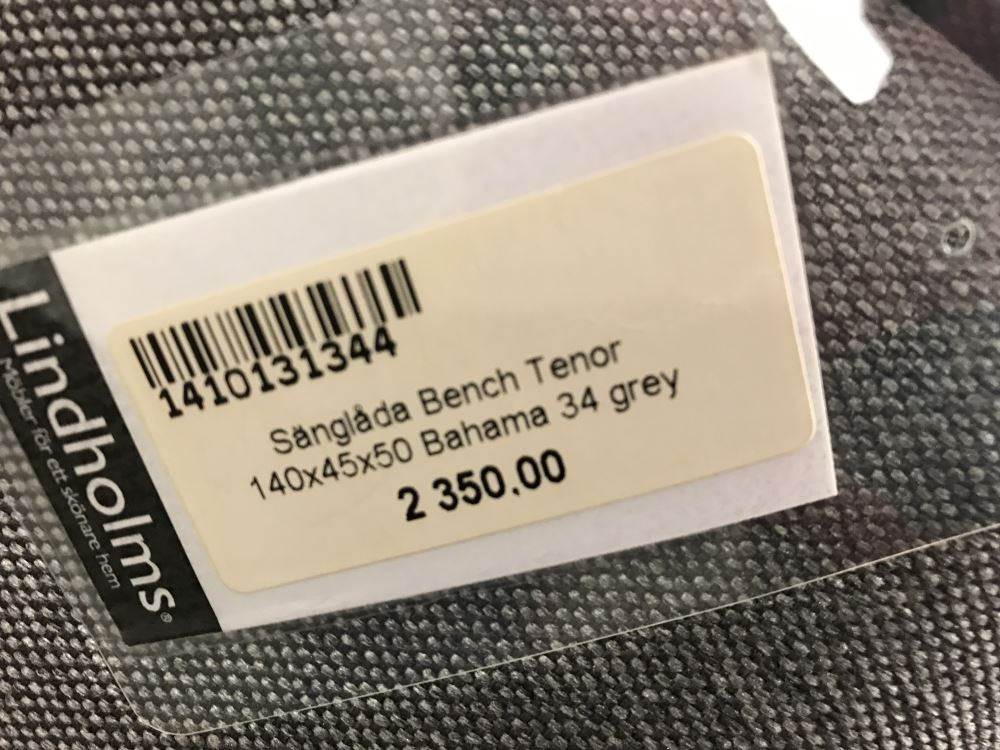 Lindholms®
Möbler för ett skönare hem
1410131344
Sänglåda Bench Tenor
140x45x50 Bahama 34 grey
2 350.00